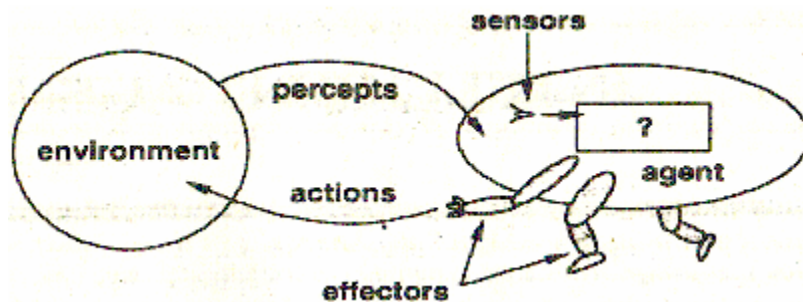 sensors
percepts
?
environment
agent
actions
effectors